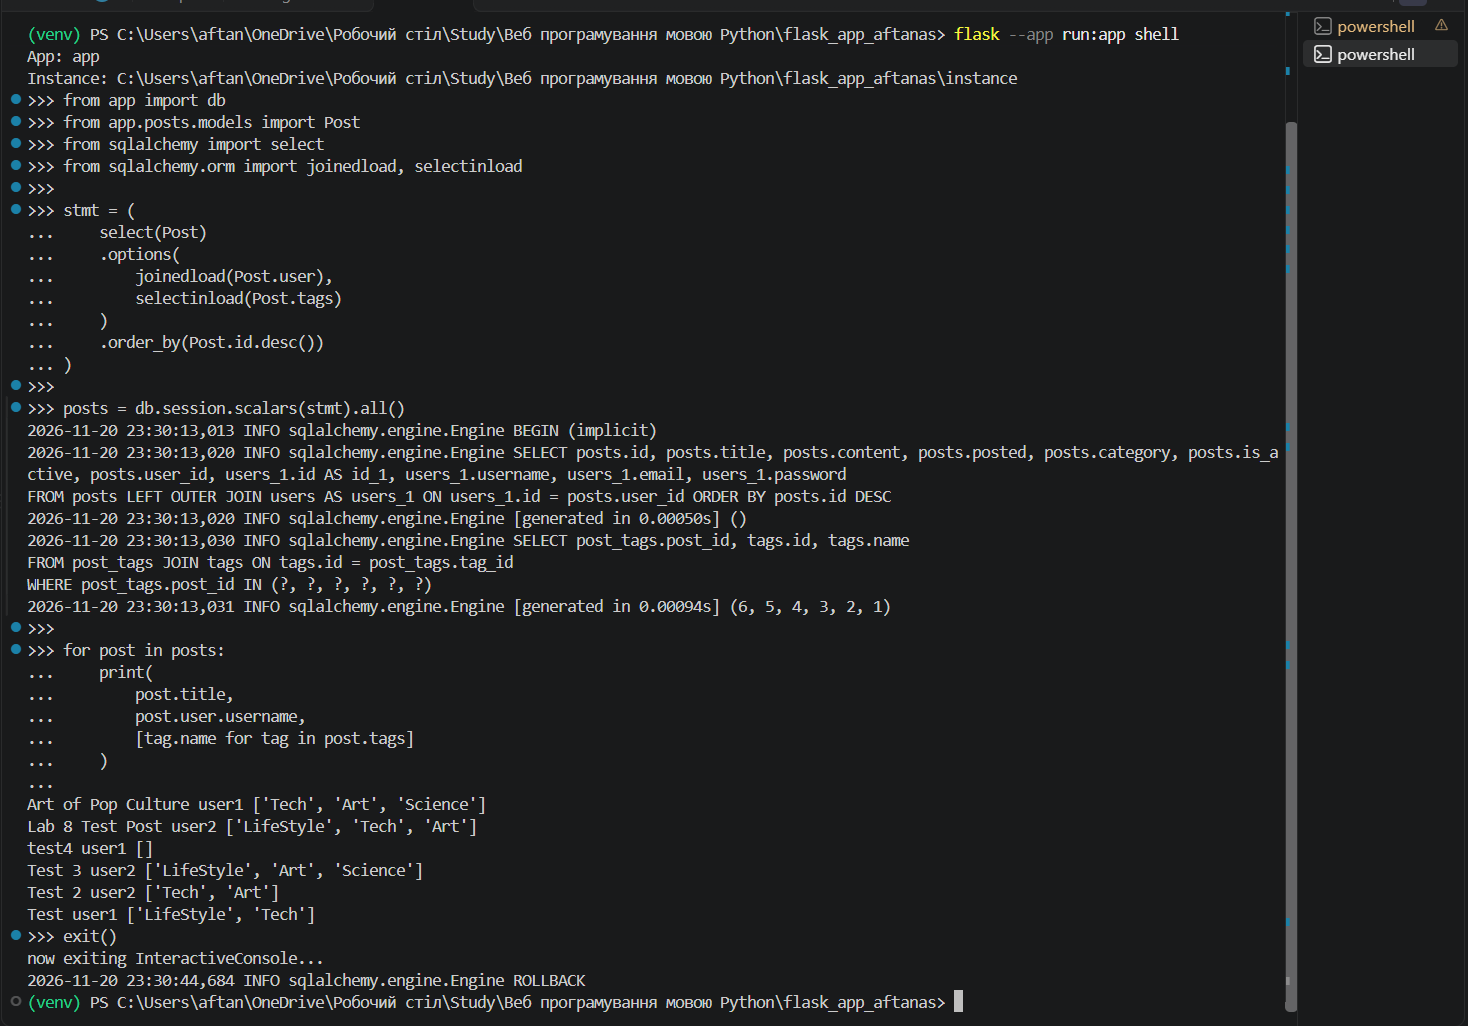 (venv) PS C:\Users\aftan\OneDrive\Робочий стіл\Study\Веб програмування мовою Python\flask_app_aftanas> flask --app run:app shell
App: app
Instance: C:\Users\aftan\OneDrive\Робочий стіл\Study\Веб програмування мовою Python\flask_app_aftanas\instance
>>> from app import db
>>> from app.posts.models import Post
>>> from sqlalchemy import select
>>> from sqlalchemy.orm import joinedload, selectinload
>>>
>>> stmt = (
...     select(Post)
...     .options(
...         joinedload(Post.user),
...         selectinload(Post.tags)
...     )
...     .order_by(Post.id.desc())
... )
>>>
>>> posts = db.session.scalars(stmt).all()
2026-11-20 23:30:13,013 INFO sqlalchemy.engine.Engine BEGIN (implicit)
2026-11-20 23:30:13,020 INFO sqlalchemy.engine.Engine SELECT posts.id, posts.title, posts.content, posts.posted, posts.category, posts.is_a
ctive, posts.user_id, users_1.id AS id_1, users_1.username, users_1.email, users_1.password
FROM posts LEFT OUTER JOIN users AS users_1 ON users_1.id = posts.user_id ORDER BY posts.id DESC
2026-11-20 23:30:13,020 INFO sqlalchemy.engine.Engine [generated in 0.00050s] ()
2026-11-20 23:30:13,030 INFO sqlalchemy.engine.Engine SELECT post_tags.post_id, tags.id, tags.name
FROM post_tags JOIN tags ON tags.id = post_tags.tag_id
WHERE post_tags.post_id IN (?, ?, ?, ?, ?, ?)
2026-11-20 23:30:13,031 INFO sqlalchemy.engine.Engine [generated in 0.00094s] (6, 5, 4, 3, 2, 1)
>>>
>>> for post in posts:
...     print(
...         post.title,
...         post.user.username,
...         [tag.name for tag in post.tags]
...     )
...
Art of Pop Culture user1 ['Tech', 'Art', 'Science']
Lab 8 Test Post user2 ['LifeStyle', 'Tech', 'Art']
test4 user1 []
Test 3 user2 ['LifeStyle', 'Art', 'Science']
Test 2 user2 ['Tech', 'Art']
Test user1 ['LifeStyle', 'Tech']
>>> exit()
now exiting InteractiveConsole...
2026-11-20 23:30:44,684 INFO sqlalchemy.engine.Engine ROLLBACK
(venv) PS C:\Users\aftan\OneDrive\Робочий стіл\Study\Веб програмування мовою Python\flask_app_aftanas>
powershell
powershell